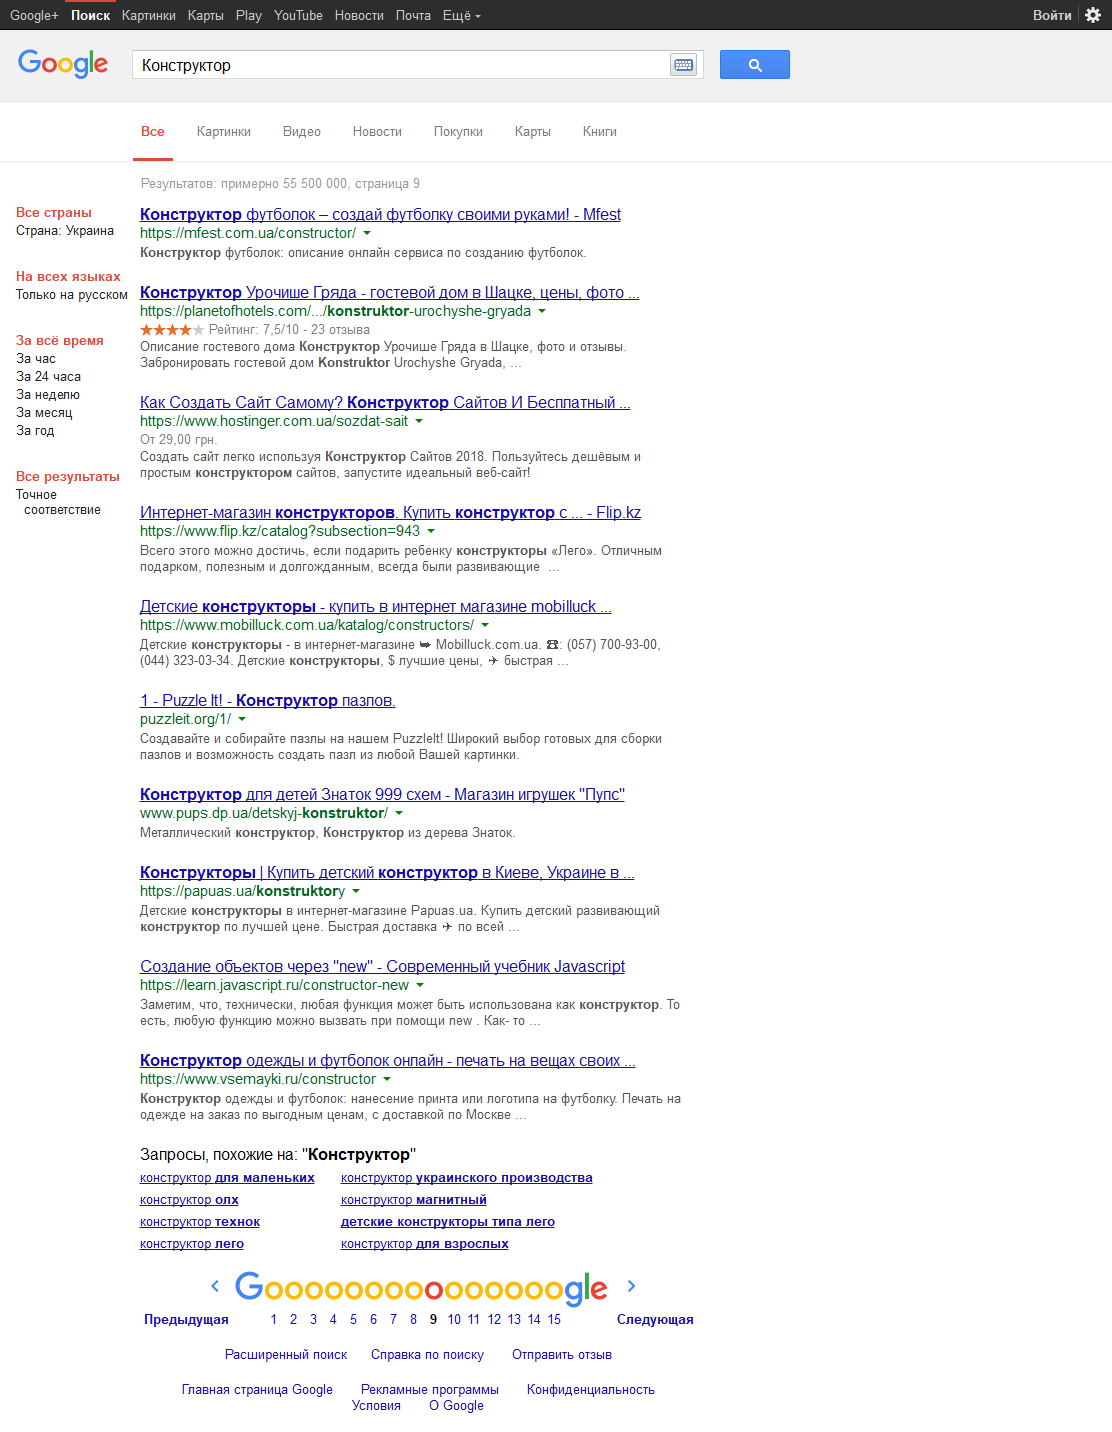 Google+ Поиск Картинки Карты Play YouTube Новости Почта Ещё Войти
Google Конструктор
Все Картинки Видео Новости Покупки Карты Книги
Результатов: примерно 55 500 000, страница 9
Все страны
Страна: Украина
На всех языках
Только на русском
За всё время
За час
За 24 часа
За неделю
За месяц
За год
Все результаты
Точное
соответствие
Конструктор футболок – создай футболку своими руками! - Mfest
https://mfest.com.ua/constructor/
Конструктор футболок: описание онлайн сервиса по созданию футболок.
Конструктор Урочише Гряда - гостевой дом в Шацке, цены, фото ...
https://planetofhotels.com/.../konstruktor-urochyshe-gryada
Рейтинг: 7,5/10 - 23 отзыва
Описание гостевого дома Конструктор Урочише Гряда в Шацке, фото и отзывы.
Забронировать гостевой дом Konstruktor Urochyshe Gryada, ...
Как Создать Сайт Самому? Конструктор Сайтов И Бесплатный ...
https://www.hostinger.com.ua/sozdat-sait
От 29,00 грн.
Создать сайт легко используя Конструктор Сайтов 2018. Пользуйтесь дешёвым и
простым конструктором сайтов, запустите идеальный веб-сайт!
Интернет-магазин конструкторов. Купить конструктор с ... - Flip.kz
https://www.flip.kz/catalog?subsection=943
Всего этого можно достичь, если подарить ребенку конструкторы «Лего». Отличным
подарком, полезным и долгожданным, всегда были развивающие ...
Детские конструкторы - купить в интернет магазине mobilluck ...
https://www.mobilluck.com.ua/katalog/constructors/
Детские конструкторы - в интернет-магазине ➥ Mobilluck.com.ua. ☎: (057) 700-93-00,
(044) 323-03-34. Детские конструкторы, $ лучшие цены, ✈ быстрая ...
1 - Puzzle It! - Конструктор пазлов.
puzzleit.org/1/
Создавайте и собирайте пазлы на нашем PuzzleIt! Широкий выбор готовых для сборки
пазлов и возможность создать пазл из любой Вашей картинки.
Конструктор для детей Знаток 999 схем - Магазин игрушек "Пупс"
www.pups.dp.ua/detskyj-konstruktor/
Металлический конструктор, Конструктор из дерева Знаток.
Конструкторы | Купить детский конструктор в Киеве, Украине в ...
https://papuas.ua/konstruktory
Детские конструкторы в интернет-магазине Papuas.ua. Купить детский развивающий
конструктор по лучшей цене. Быстрая доставка ✈ по всей ...
Создание объектов через "new" - Современный учебник Javascript
https://learn.javascript.ru/constructor-new
Заметим, что, технически, любая функция может быть использована как конструктор. То
есть, любую функцию можно вызвать при помощи new . Как- то ...
Конструктор одежды и футболок онлайн - печать на вещах своих ...
https://www.vsemayki.ru/constructor
Конструктор одежды и футболок: нанесение принта или логотипа на футболку. Печать на
одежде на заказ по выгодным ценам, с доставкой по Москве ...
Запросы, похожие на: "Конструктор"
конструктор для маленьких конструктор украинского производства
конструктор олх конструктор магнитный
конструктор технок детские конструкторы типа лего
конструктор лего конструктор для взрослых
Gooooooooooooooogle
Предыдущая 1 2 3 4 5 6 7 8 9 10 11 12 13 14 15 Следующая
Расширенный поиск Справка по поиску Отправить отзыв
Главная страница Google Рекламные программы Конфиденциальность
Условия О Google